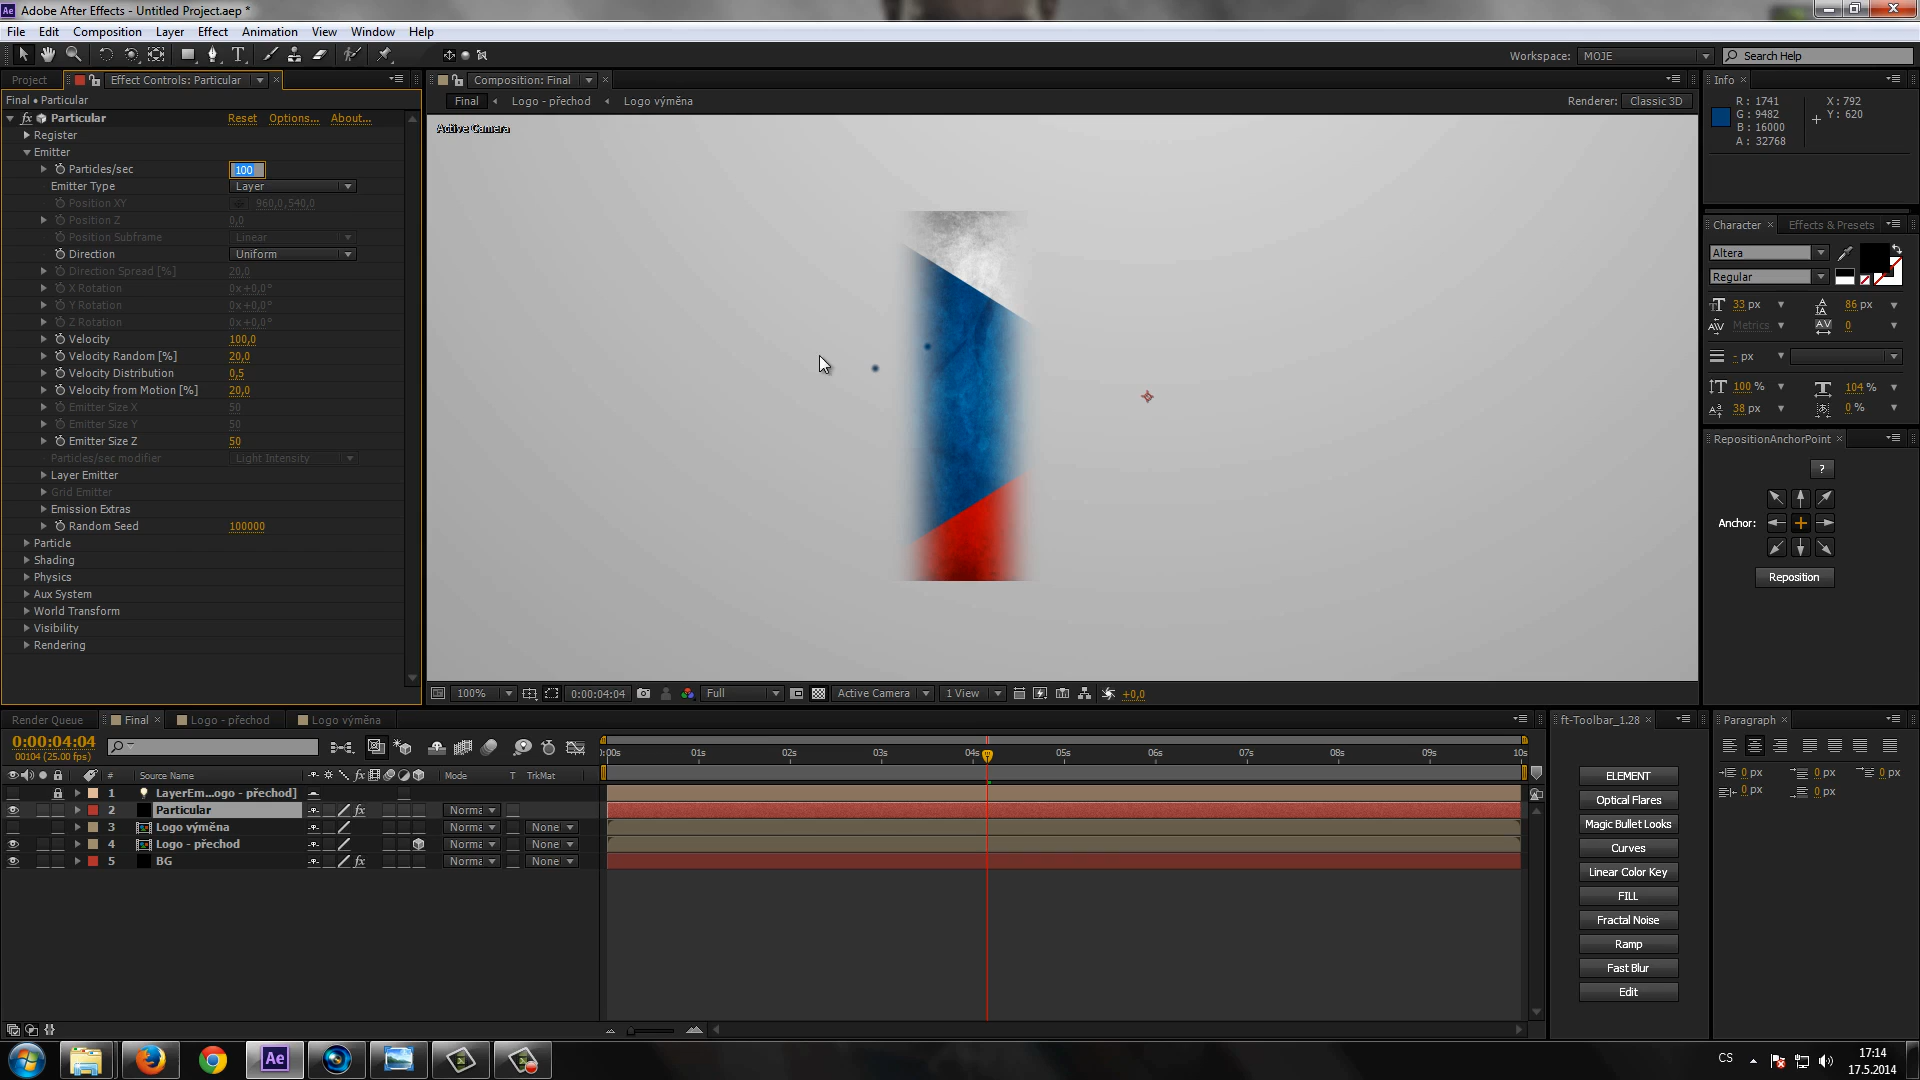 Adobe After Effects - Untitled Project.aep *
File Edit Composition Layer Effect Animation View Window Help
Workspace: MOJE Search Help
Project Effect Controls: Particular
Final • Particular
Particular Reset Options... About...
Register
Emitter
Particles/sec 100
Emitter Type Layer
Position XY 960,0,540,0
Position Z 0,0
Position Subframe Linear
Direction Uniform
Direction Spread [%] 20,0
X Rotation 0x+0,0°
Y Rotation 0x+0,0°
Z Rotation 0x+0,0°
Velocity 100,0
Velocity Random [%] 20,0
Velocity Distribution 0,5
Velocity from Motion [%] 20,0
Emitter Size X 50
Emitter Size Y 50
Emitter Size Z 50
Particles/sec modifier Light Intensity
Layer Emitter
Grid Emitter
Emission Extras
Random Seed 100000
Particle
Shading
Physics
Aux System
World Transform
Visibility
Rendering
Composition: Final
Final Logo - přechod Logo výměna
Renderer: Classic 3D
Active Camera
100% 0:00:04:04 Full Active Camera 1 View +0,0
Info
R: 1741 X: 792
G: 9482 Y: 620
B: 16000
A: 32768
Character Effects & Presets
Altera
Regular
33 px 86 px
Metrics 0
- px
100 % 104 %
38 px 0 %
RepositionAnchorPoint
?
Anchor:
Reposition
Render Queue Final Logo - přechod Logo výměna
0:00:04:04
00104 (25.00 fps)
:00s 01s 02s 03s 04s 05s 06s 07s 08s 09s 10s
# Source Name Mode T TrkMat
1 LayerEm...ogo - přechod]
2 Particular Norma
3 Logo výměna Norma None
4 Logo - přechod Norma None
5 BG Norma None
ft-Toolbar_1.28
ELEMENT
Optical Flares
Magic Bullet Looks
Curves
Linear Color Key
FILL
Fractal Noise
Ramp
Fast Blur
Edit
Paragraph
0 px 0 px 0 px
0 px 0 px
CS 17:14
17.5.2014